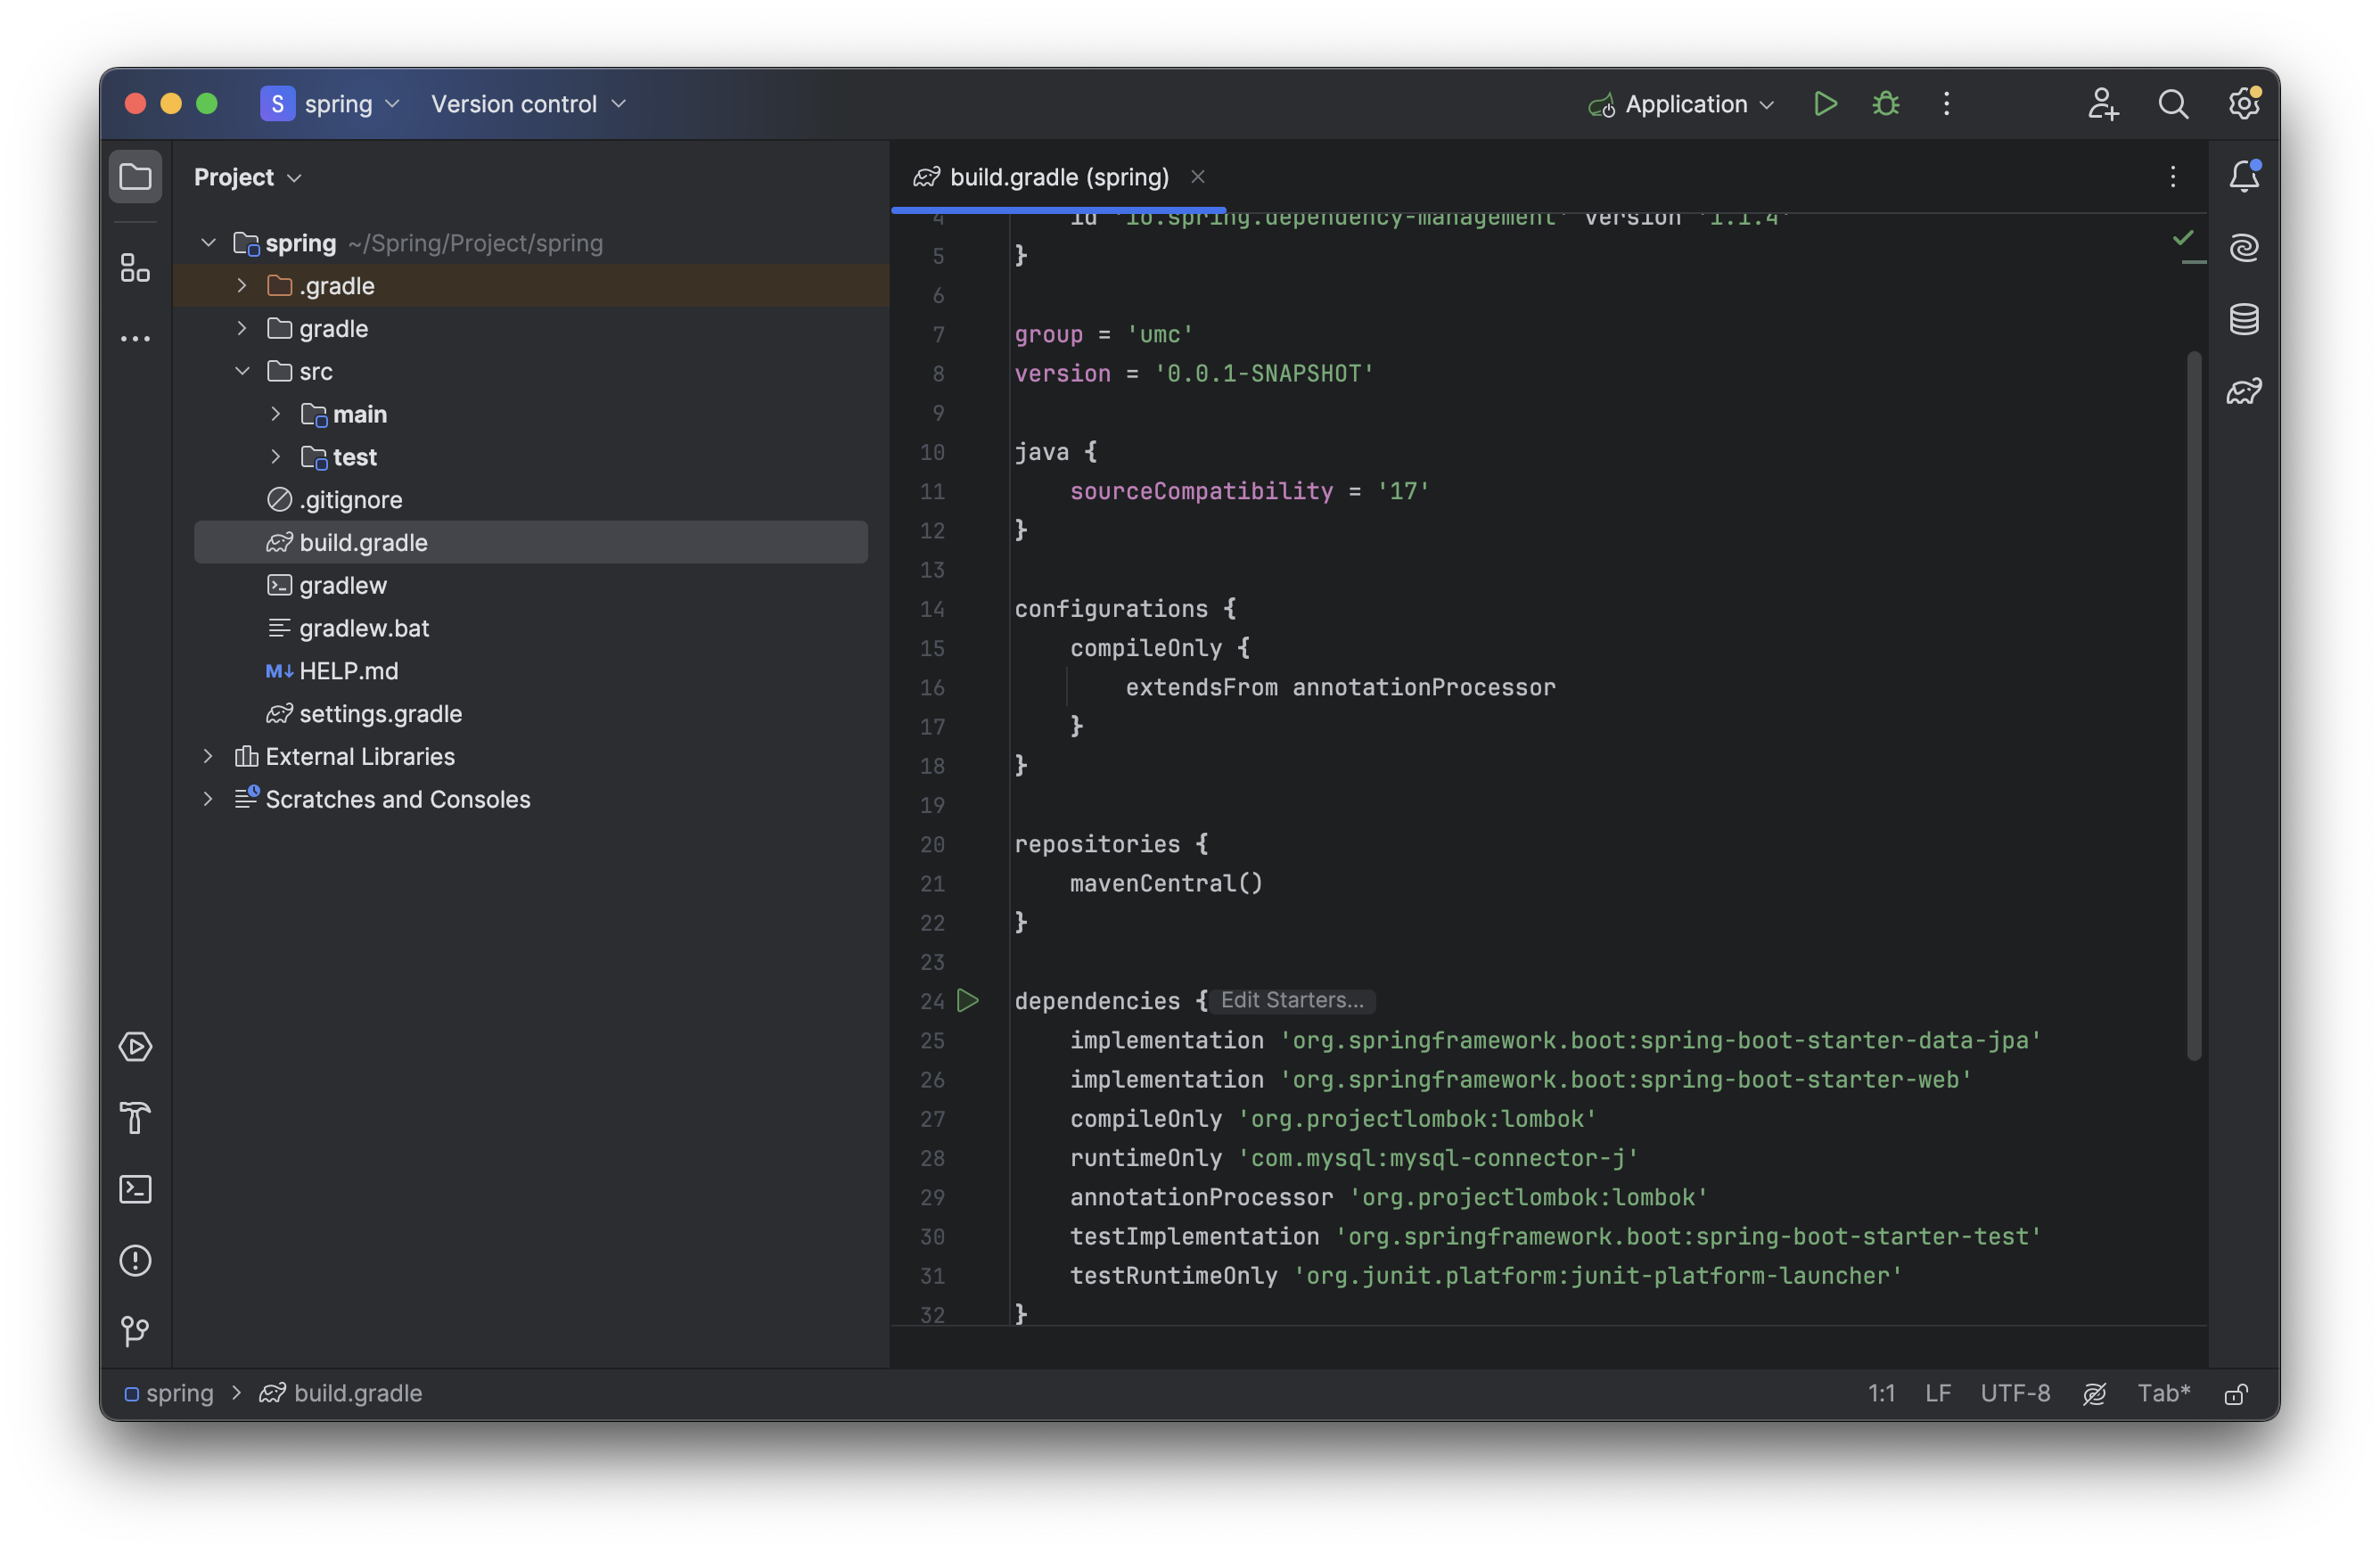 S spring Version control Application
Project
build.gradle (spring)
spring ~/Spring/Project/spring
.gradle
gradle
src
main
test
.gitignore
build.gradle
gradlew
gradlew.bat
M↓ HELP.md
settings.gradle
External Libraries
Scratches and Consoles
4 id 'io.spring.dependency-management' version '1.1.4'
5 }
6
7 group = 'umc'
8 version = '0.0.1-SNAPSHOT'
9
10 java {
11 sourceCompatibility = '17'
12 }
13
14 configurations {
15 compileOnly {
16 extendsFrom annotationProcessor
17 }
18 }
19
20 repositories {
21 mavenCentral()
22 }
23
24 dependencies { Edit Starters...
25 implementation 'org.springframework.boot:spring-boot-starter-data-jpa'
26 implementation 'org.springframework.boot:spring-boot-starter-web'
27 compileOnly 'org.projectlombok:lombok'
28 runtimeOnly 'com.mysql:mysql-connector-j'
29 annotationProcessor 'org.projectlombok:lombok'
30 testImplementation 'org.springframework.boot:spring-boot-starter-test'
31 testRuntimeOnly 'org.junit.platform:junit-platform-launcher'
32 }
spring > build.gradle 1:1 LF UTF-8 Tab*